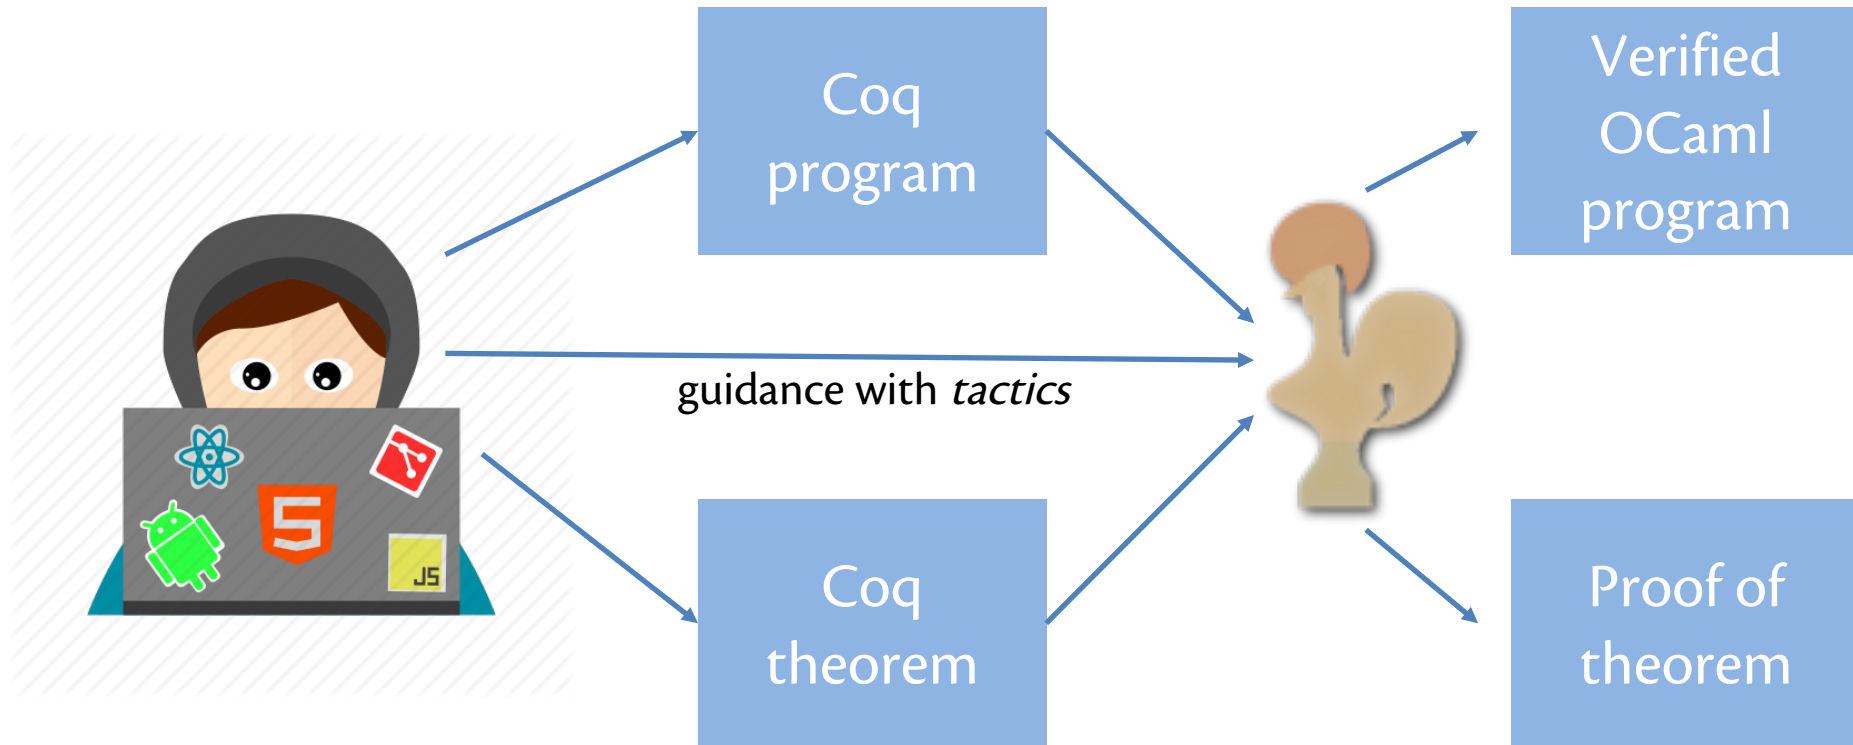 Coq
program
Verified
OCaml
program
guidance with tactics
JS
Coq
theorem
Proof of
theorem